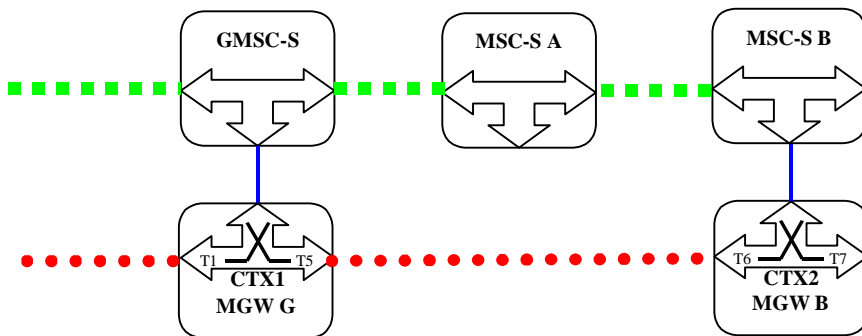 GMSC-S
MSC-S A
MSC-S B
T1
T5
CTX1
MGW G
T6
T7
CTX2
MGW B